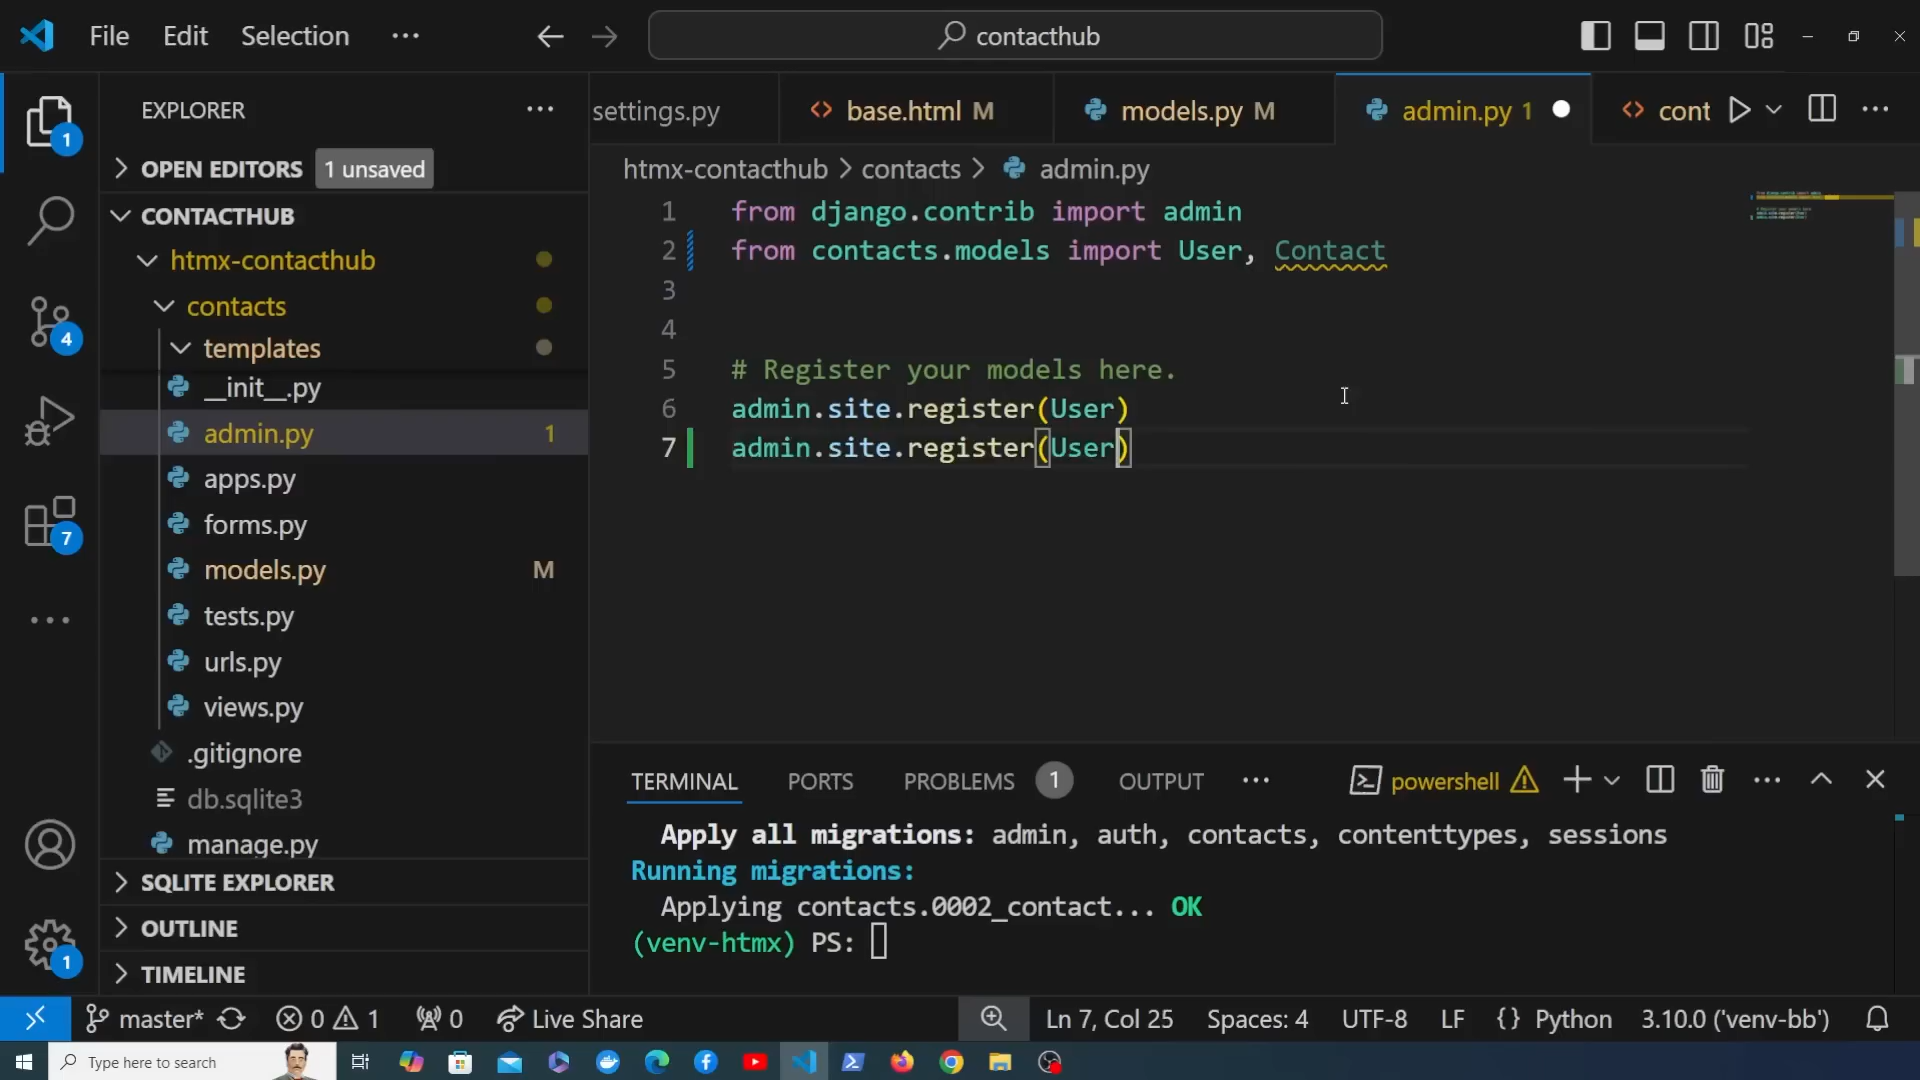 File Edit Selection ... contacthub
EXPLORER ...
OPEN EDITORS 1 unsaved
CONTACTHUB
htmx-contacthub
contacts
templates
__init__.py
admin.py 1
apps.py
forms.py
models.py M
tests.py
urls.py
views.py
.gitignore
db.sqlite3
manage.py
SQLITE EXPLORER
OUTLINE
TIMELINE
1
4
7
1
settings.py base.html M models.py M admin.py 1 cont
htmx-contacthub > contacts > admin.py
1 from django.contrib import admin
2 from contacts.models import User, Contact
3
4
5 # Register your models here.
6 admin.site.register(User)
7 admin.site.register(User)
TERMINAL PORTS PROBLEMS 1 OUTPUT ... powershell
Apply all migrations: admin, auth, contacts, contenttypes, sessions
Running migrations:
Applying contacts.0002_contact... OK
(venv-htmx) PS:
master* 0 1 0 Live Share Ln 7, Col 25 Spaces: 4 UTF-8 LF {} Python 3.10.0 ('venv-bb')
Type here to search